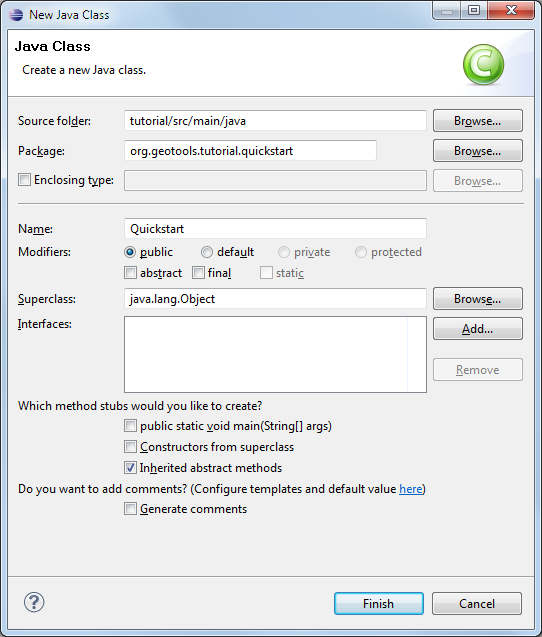 New Java Class
Java Class
Create a new Java class.
Source folder: tutorial/src/main/java Browse...
Package: org.geotools.tutorial.quickstart Browse...
Enclosing type: Browse...
Name: Quickstart
Modifiers: public default private protected
abstract final static
Superclass: java.lang.Object Browse...
Interfaces: Add...
Remove
Which method stubs would you like to create?
public static void main(String[] args)
Constructors from superclass
Inherited abstract methods
Do you want to add comments? (Configure templates and default value here)
Generate comments
? Finish Cancel